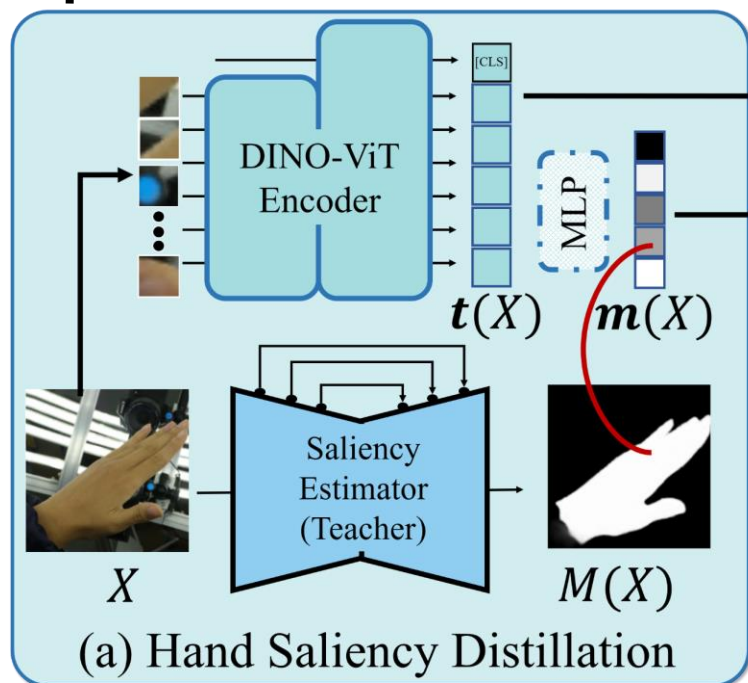 [CLS]
DINO-ViT
Encoder
MLP
t(X)
m(X)
Saliency
Estimator
(Teacher)
X
M(X)
(a) Hand Saliency Distillation